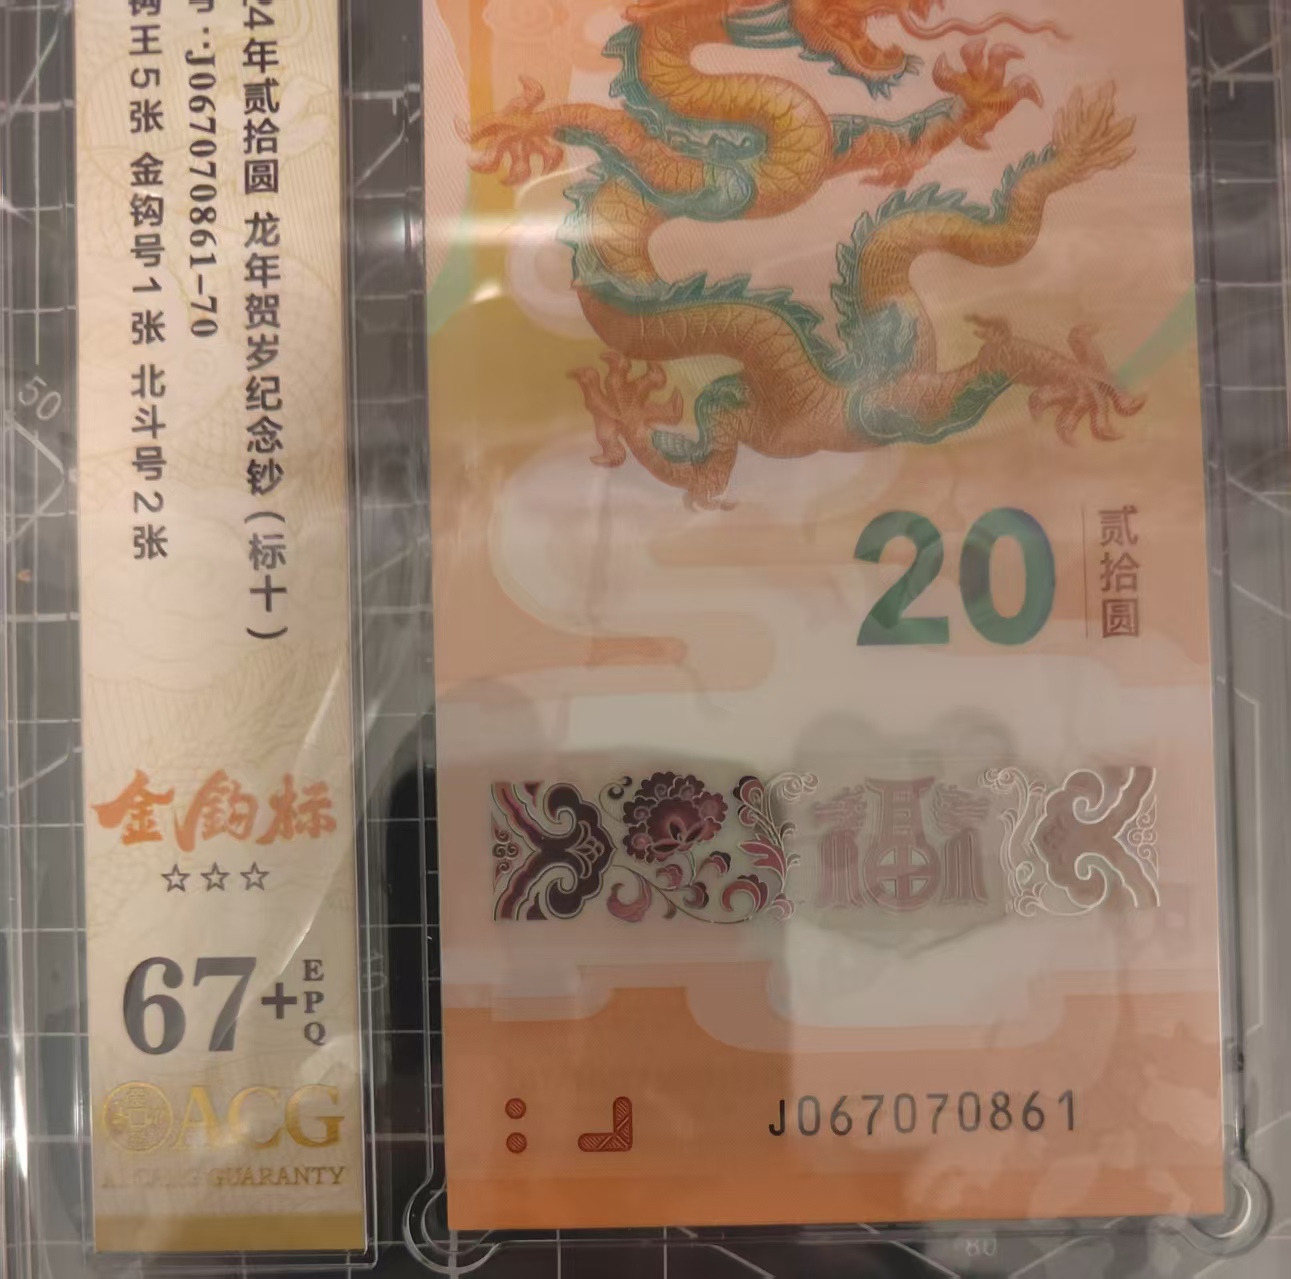 24年贰拾圆 龙年贺岁纪念钞(标十)
:J067070861-70
钩王5张 金钩号1张 北斗号2张
金钩标
☆☆☆
67+EPQ
ACG
GUARANTY
20
贰拾圆
福
J067070861
50
80